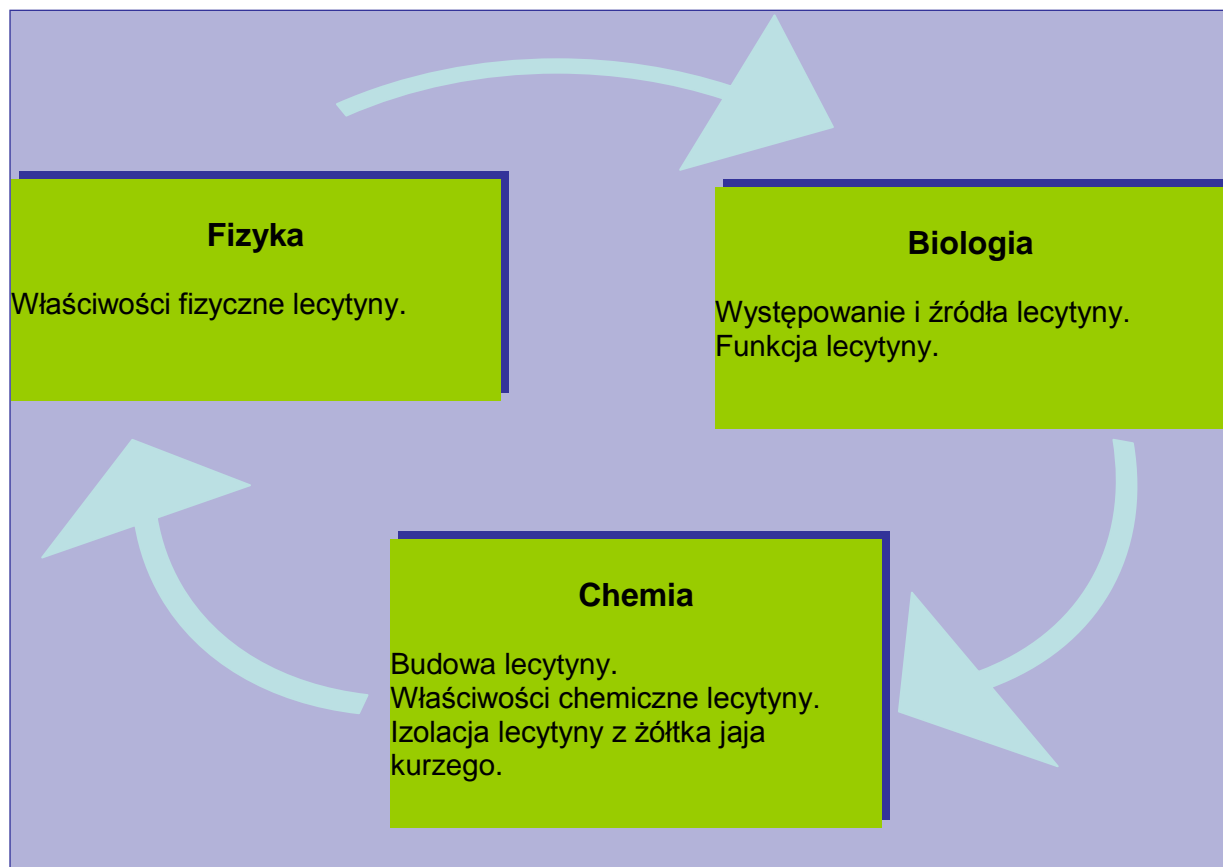 Fizyka
Właściwości fizyczne lecytyny.
Biologia
Występowanie i źródła lecytyny.
Funkcja lecytyny.
Chemia
Budowa lecytyny.
Właściwości chemiczne lecytyny.
Izolacja lecytyny z żółtka jaja
kurzego.